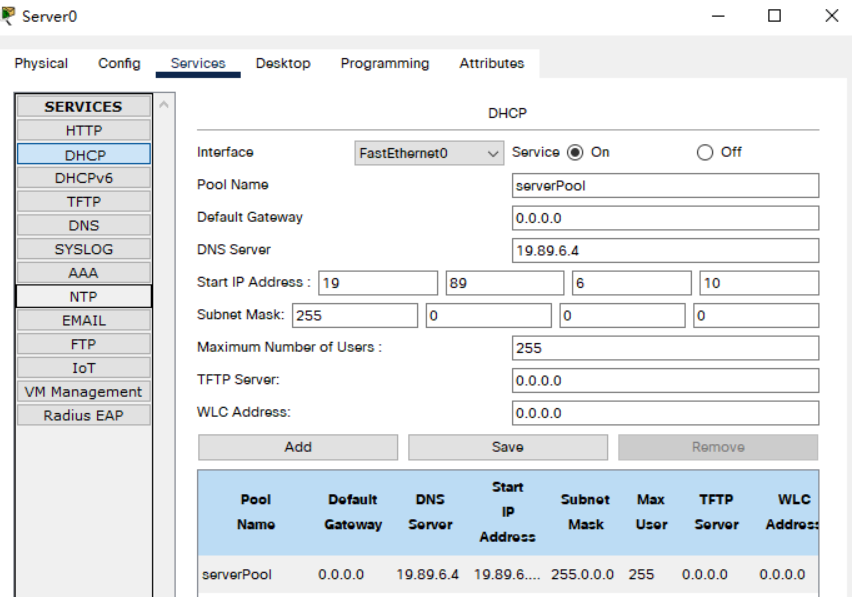 Server0
Physical Config Services Desktop Programming Attributes
SERVICES
HTTP
DHCP
DHCPv6
TFTP
DNS
SYSLOG
AAA
NTP
EMAIL
FTP
IoT
VM Management
Radius EAP
DHCP
Interface FastEthernet0 Service On Off
Pool Name serverPool
Default Gateway 0.0.0.0
DNS Server 19.89.6.4
Start IP Address : 19 89 6 10
Subnet Mask: 255 0 0 0
Maximum Number of Users : 255
TFTP Server: 0.0.0.0
WLC Address: 0.0.0.0
Add Save Remove
Pool Name Default Gateway DNS Server Start IP Address Subnet Mask Max User TFTP Server WLC Address
serverPool 0.0.0.0 19.89.6.4 19.89.6.... 255.0.0.0 255 0.0.0.0 0.0.0.0